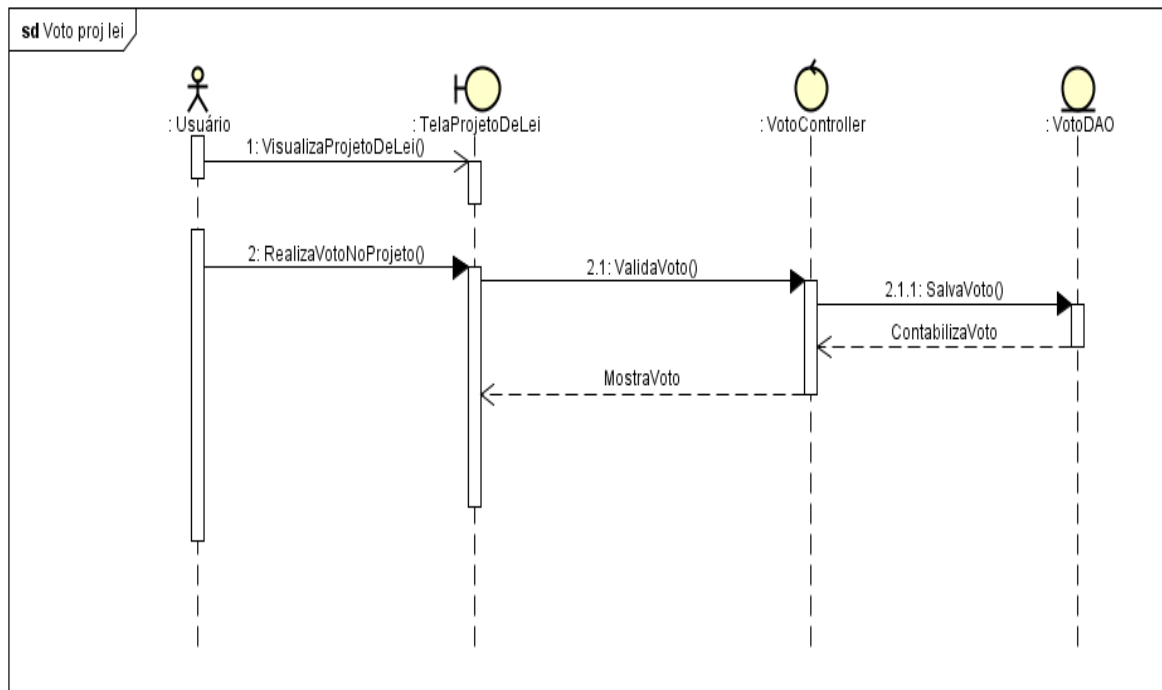 sd Voto proj lei
: Usuário
: TelaProjetoDeLei
: VotoController
: VotoDAO
1: VisualizaProjetoDeLei()
2: RealizaVotoNoProjeto()
2.1: ValidaVoto()
2.1.1: SalvaVoto()
ContabilizaVoto
MostraVoto